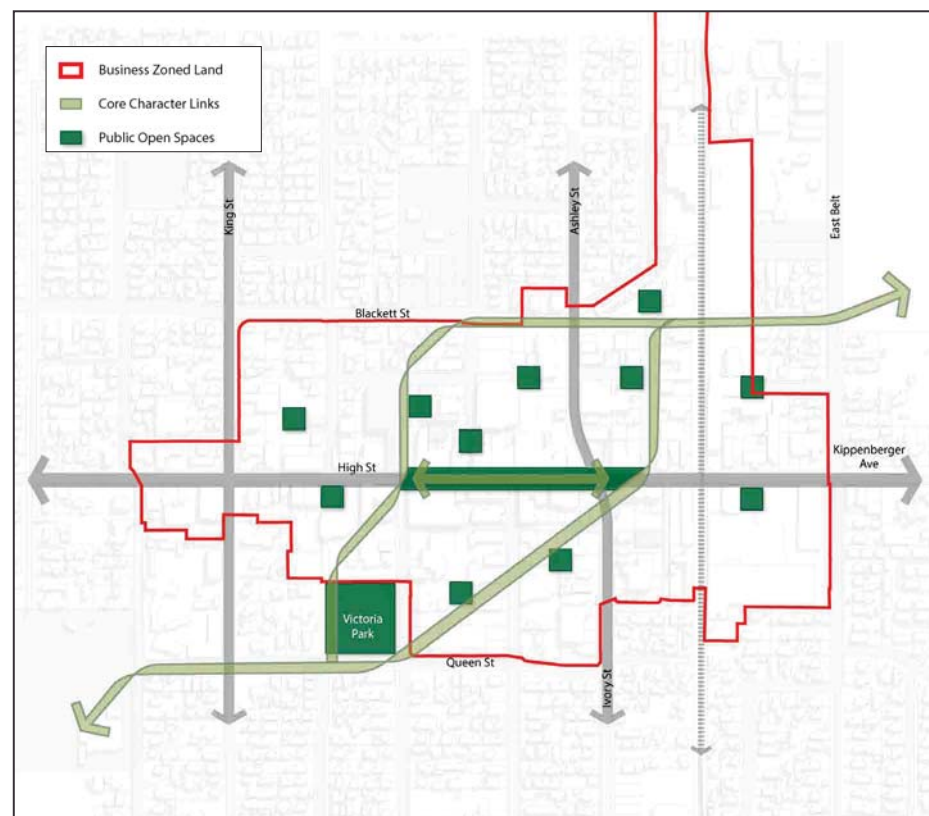 Business Zoned Land
Core Character Links
Public Open Spaces
King St
Ashley St
East Belt
Blackett St
High St
Kippenberger
Ave
Victoria
Park
Queen St
Ivory St